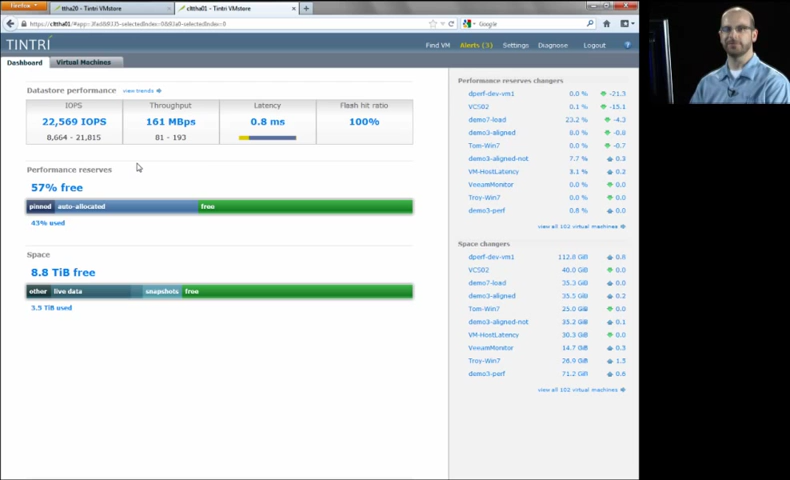 Firefox
ttha20 - Tintri VMstore
clttha01 - Tintri VMstore
Google
TINTRI
Find VM
Alerts (3)
Settings
Diagnose
Logout
?
Dashboard
Virtual Machines
Datastore performance
view trends
IOPS
Throughput
Latency
Flash hit ratio
22,569 IOPS
161 MBps
0.8 ms
100%
8,664 - 21,815
81 - 193
Performance reserves
57% free
pinned
auto-allocated
free
43% used
Space
8.8 TiB free
other
live data
snapshots
free
3.5 TiB used
Performance reserves changers
dperf-dev-vm1 0.0 % -21.3
VCS02 0.1 % -15.1
demo7-load 23.2 % -4.3
demo3-aligned 8.0 % -0.8
Tom-Win7 0.0 % -0.7
demo3-aligned-not 7.7 % 0.3
VM-HostLatency 3.1 % 0.2
VeeamMonitor 0.0 % 0.0
Troy-Win7 0.0 % 0.0
demo3-perf 0.8 % 0.0
view all 102 virtual machines
Space changers
dperf-dev-vm1 112.8 GiB 0.8
VCS02 40.0 GiB 0.0
demo7-load 35.3 GiB 0.0
demo3-aligned 35.5 GiB 0.2
Tom-Win7 25.0 GiB 0.0
demo3-aligned-not 35.2 GiB 0.1
VM-HostLatency 30.3 GiB 0.0
VeeamMonitor 14.7 GiB 0.3
Troy-Win7 26.9 GiB 1.5
demo3-perf 71.2 GiB 0.6
view all 102 virtual machines